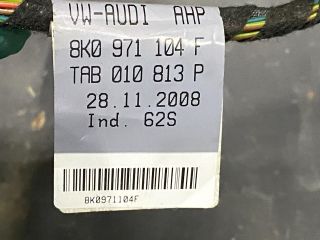 VW-AUDI AHP
8K0 971 104 F
TAB 010 813 P
28.11.2008
Ind. 62S
8K0971104F